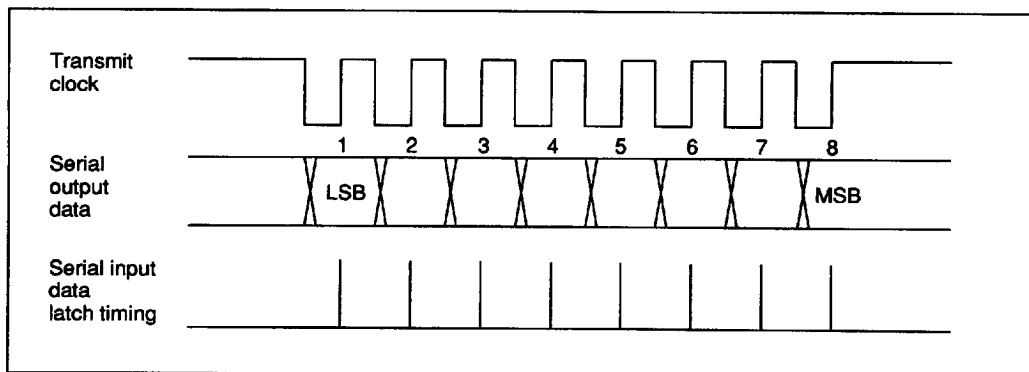 Transmit
clock
1 2 3 4 5 6 7 8
Serial
output
data
LSB MSB
Serial input
data
latch timing